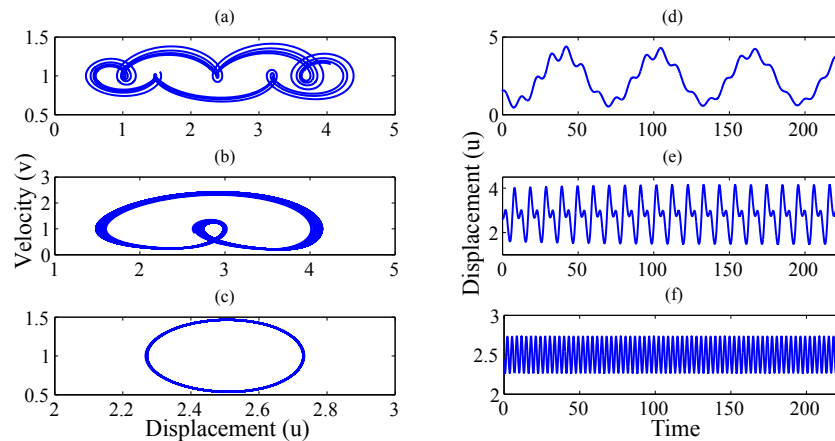 (a)
1.5
1
0.5
0 1 2 3 4 5
(b)
3
2
1
0
1 2 3 4 5
(c)
1.5
1
0.5
2 2.2 2.4 2.6 2.8 3
Velocity (v)
Displacement (u)
(d)
5
0
0 50 100 150 200
(e)
4
2
0 50 100 150 200
(f)
3
2.5
2
0 50 100 150 200
Displacement (u)
Time